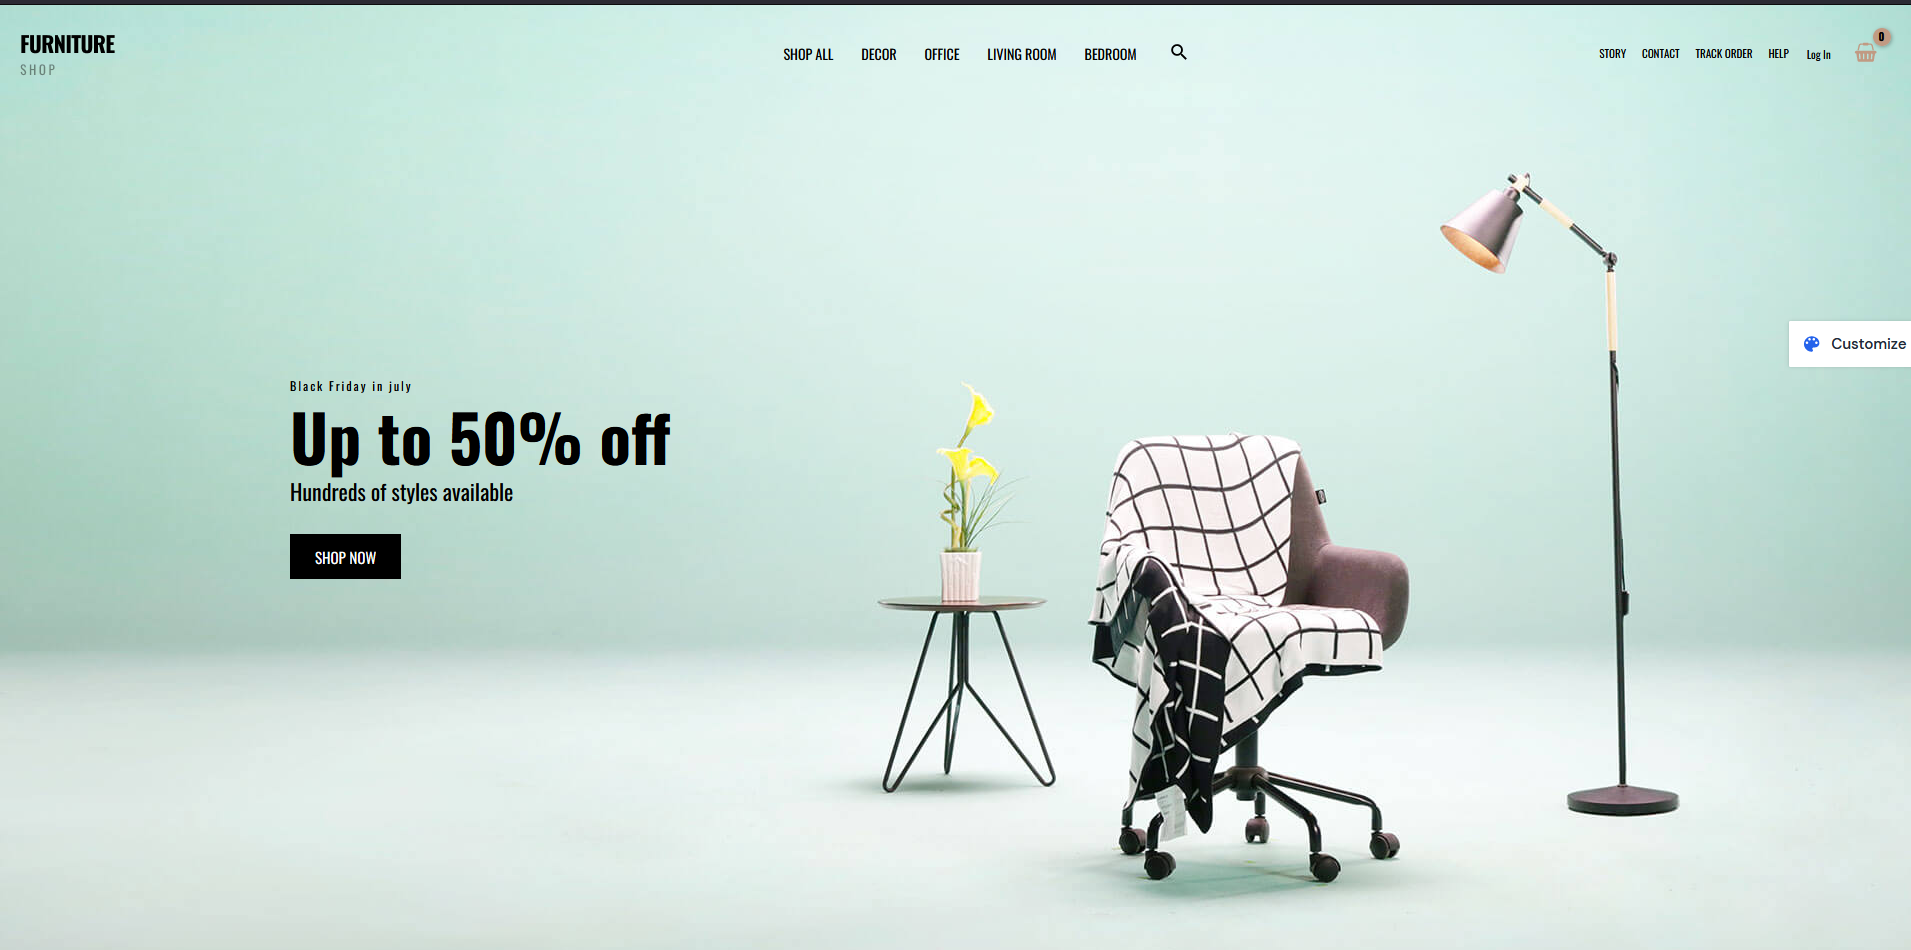 FURNITURE
SHOP
SHOP ALL DECOR OFFICE LIVING ROOM BEDROOM
STORY CONTACT TRACK ORDER HELP Log In 0
Customize
Black Friday in july
Up to 50% off
Hundreds of styles available
SHOP NOW